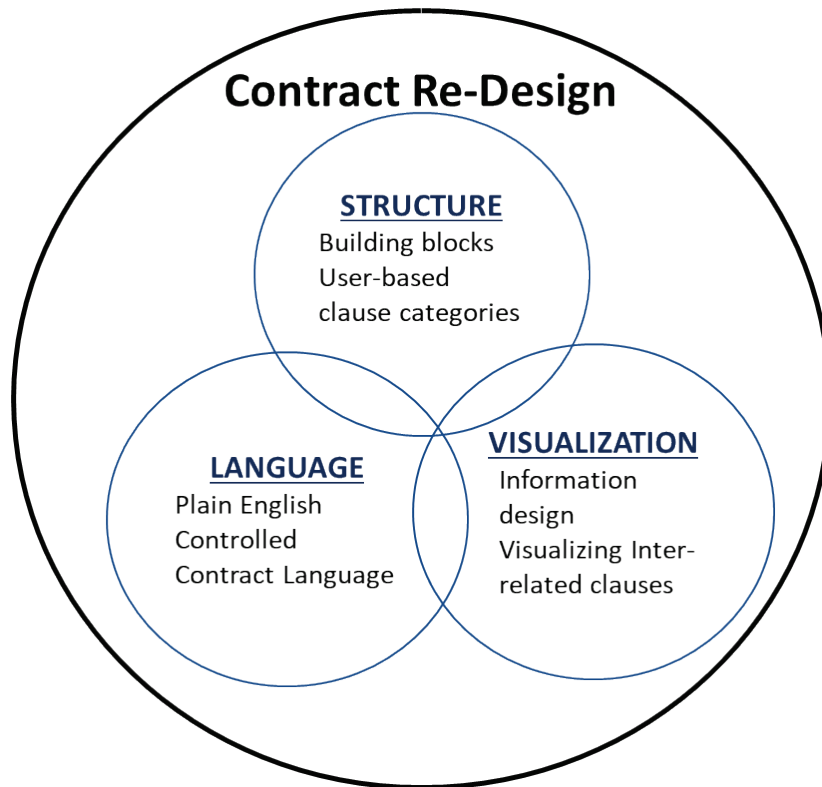 Contract Re-Design
STRUCTURE
Building blocks
User-based
clause categories
LANGUAGE
Plain English
Controlled
Contract Language
VISUALIZATION
Information
design
Visualizing Inter-
related clauses